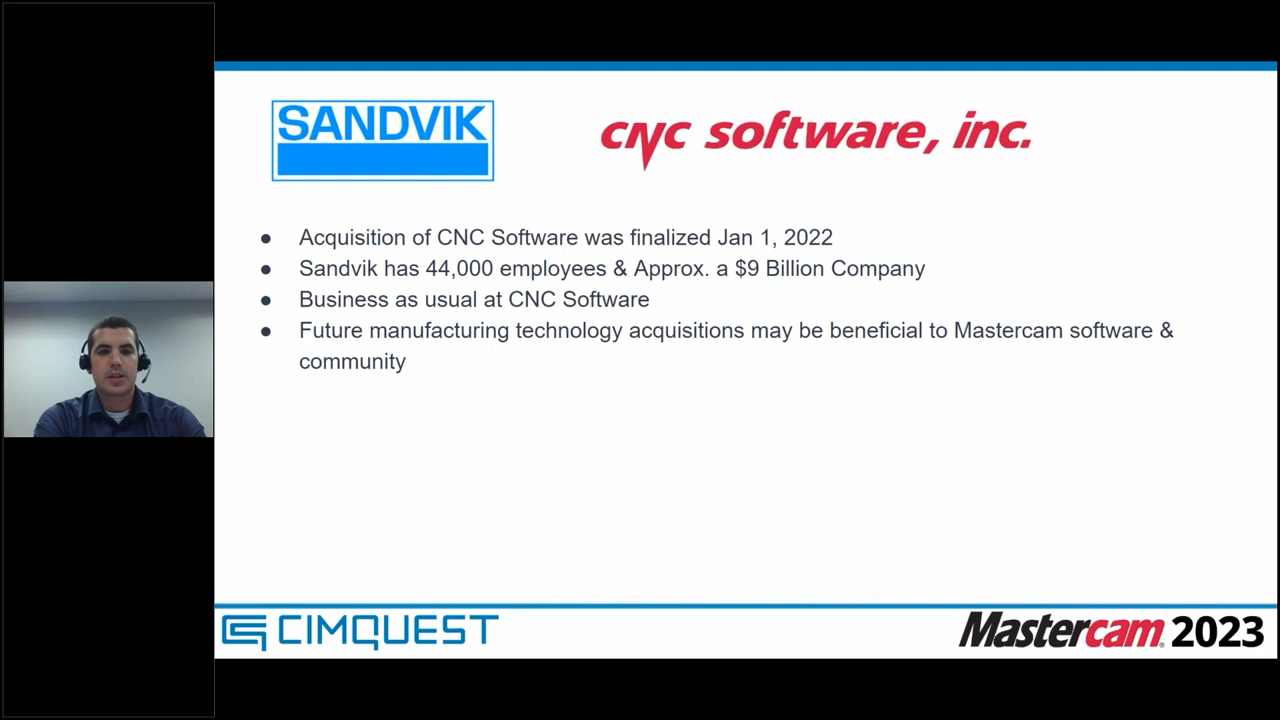 SANDVIK
cnc software, inc.
● Acquisition of CNC Software was finalized Jan 1, 2022
● Sandvik has 44,000 employees & Approx. a $9 Billion Company
● Business as usual at CNC Software
● Future manufacturing technology acquisitions may be beneficial to Mastercam software &
community
CIMQUEST
Mastercam® 2023